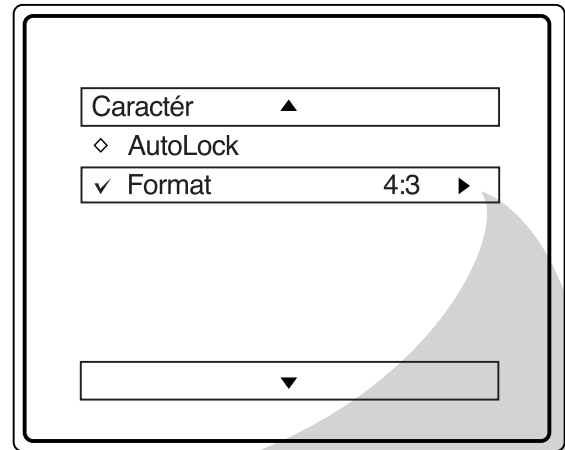 Caractér ▲
◇ AutoLock
✓ Format 4:3 ▶
▼